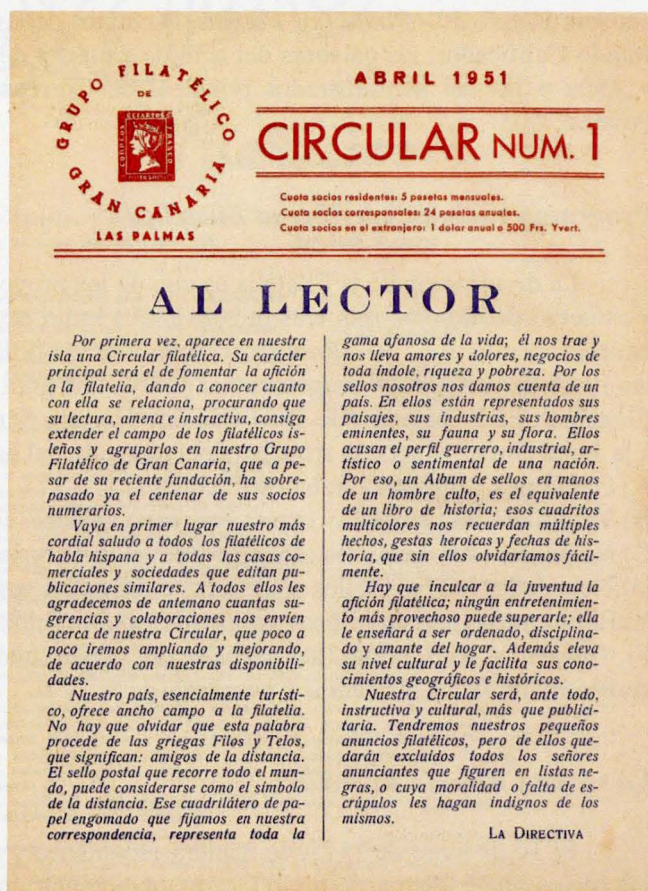 GRUPO FILATÉLICO
DE
GRAN CANARIA
LAS PALMAS
ABRIL 1951
CIRCULAR NUM. 1
Cuota socios residentes: 5 pesetas mensuales.
Cuota socios corresponsales: 24 pesetas anuales.
Cuota socios en el extranjero: 1 dolar anual o 500 Frs. Yvert.
AL LECTOR
Por primera vez, aparece en nuestra
isla una Circular filatélica. Su carácter
principal será el de fomentar la afición
a la filatelia, dando a conocer cuanto
con ella se relaciona, procurando que
su lectura, amena e instructiva, consiga
extender el campo de los filatélicos is-
leños y agruparlos en nuestro Grupo
Filatélico de Gran Canaria, que a pe-
sar de su reciente fundación, ha sobre-
pasado ya el centenar de sus socios
numerarios.
Vaya en primer lugar nuestro más
cordial saludo a todos los filatélicos de
habla hispana y a todas las casas co-
merciales y sociedades que editan pu-
blicaciones similares. A todos ellos les
agradecemos de antemano cuantas su-
gerencias y colaboraciones nos envíen
acerca de nuestra Circular, que poco a
poco iremos ampliando y mejorando,
de acuerdo con nuestras disponibili-
dades.
Nuestro país, esencialmente turísti-
co, ofrece ancho campo a la filatelia.
No hay que olvidar que esta palabra
procede de las griegas Filos y Telos,
que significan: amigos de la distancia.
El sello postal que recorre todo el mun-
do, puede considerarse como el símbolo
de la distancia. Ese cuadrilátero de pa-
pel engomado que fijamos en nuestra
correspondencia, representa toda la
gama afanosa de la vida; él nos trae y
nos lleva amores y dolores, negocios de
toda índole, riqueza y pobreza. Por los
sellos nosotros nos damos cuenta de un
país. En ellos están representados sus
paisajes, sus industrias, sus hombres
eminentes, su fauna y su flora. Ellos
acusan el perfil guerrero, industrial, ar-
tístico o sentimental de una nación.
Por eso, un Album de sellos en manos
de un hombre culto, es el equivalente
de un libro de historia; esos cuadritos
multicolores nos recuerdan múltiples
hechos, gestas heroicas y fechas de his-
toria, que sin ellos olvidaríamos fácil-
mente.
Hay que inculcar a la juventud la
afición filatélica; ningún entretenimien-
to más provechoso puede superarle; ella
le enseñará a ser ordenado, disciplina-
do y amante del hogar. Además eleva
su nivel cultural y le facilita sus cono-
cimientos geográficos e históricos.
Nuestra Circular será, ante todo,
instructiva y cultural, más que publici-
taria. Tendremos nuestros pequeños
anuncios filatélicos, pero de ellos que-
darán excluidos todos los señores
anunciantes que figuren en listas ne-
gras, o cuya moralidad o falta de es-
crúpulos les hagan indignos de los
mismos.
LA DIRECTIVA